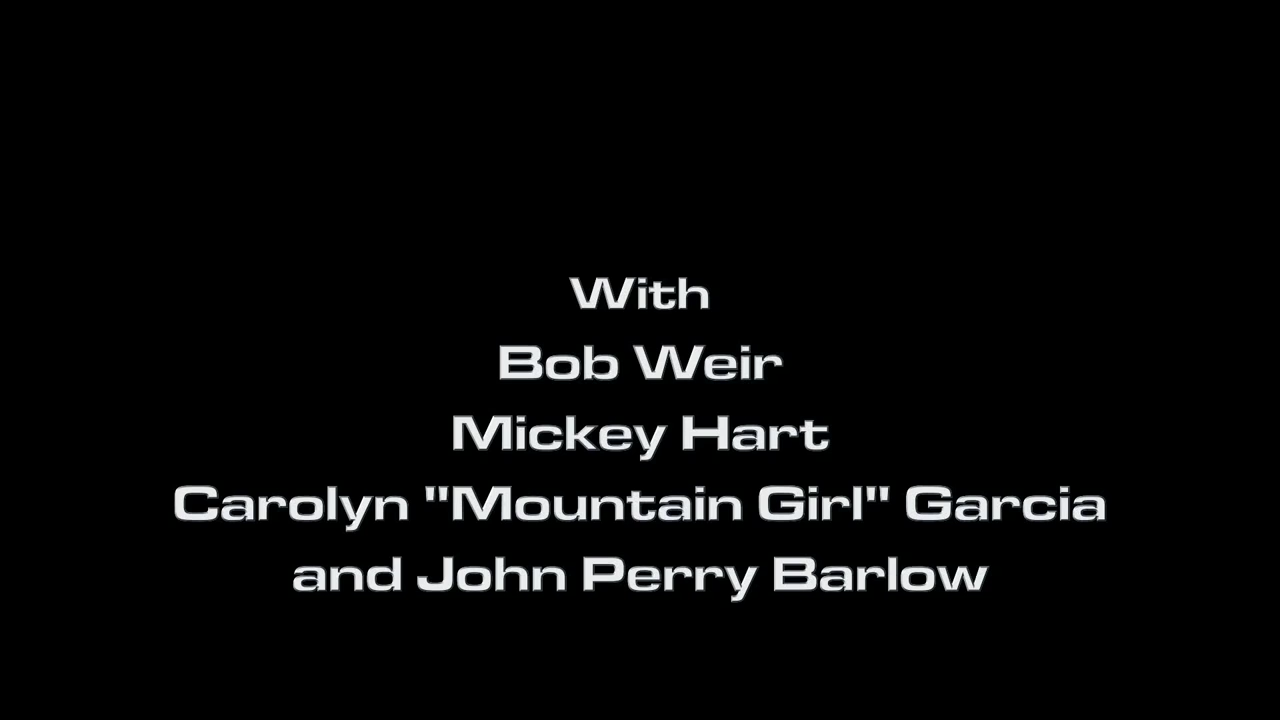 With
Bob Weir
Mickey Hart
Carolyn "Mountain Girl" Garcia
and John Perry Barlow